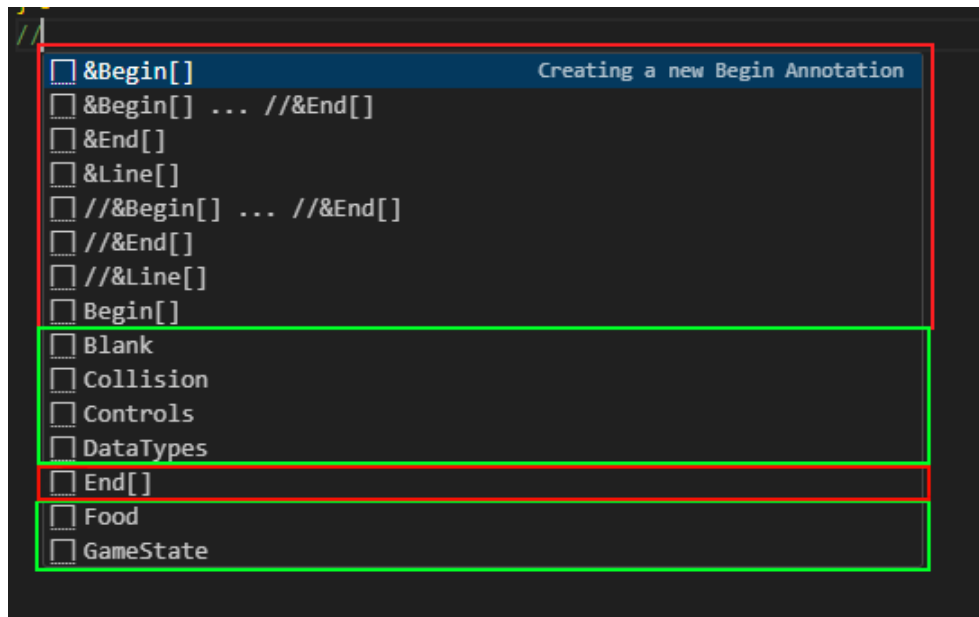 //
&Begin[] Creating a new Begin Annotation
&Begin[] ... //&End[]
&End[]
&Line[]
//&Begin[] ... //&End[]
//&End[]
//&Line[]
Begin[]
Blank
Collision
Controls
DataTypes
End[]
Food
GameState